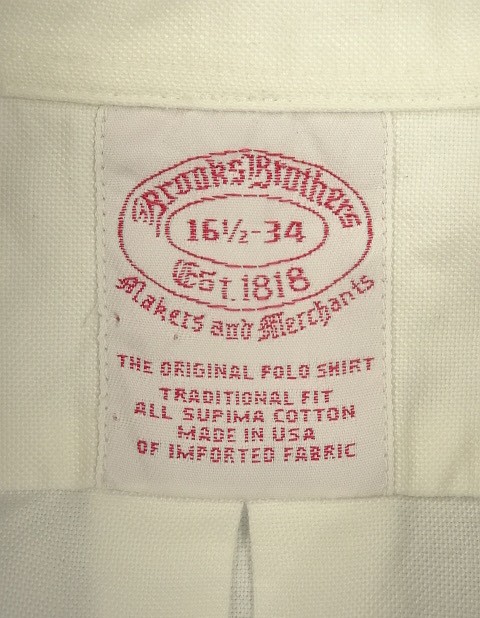 Brooks Brothers
16½-34
Est. 1818
Makers and Merchants
THE ORIGINAL POLO SHIRT
TRADITIONAL FIT
ALL SUPIMA COTTON
MADE IN USA
OF IMPORTED FABRIC